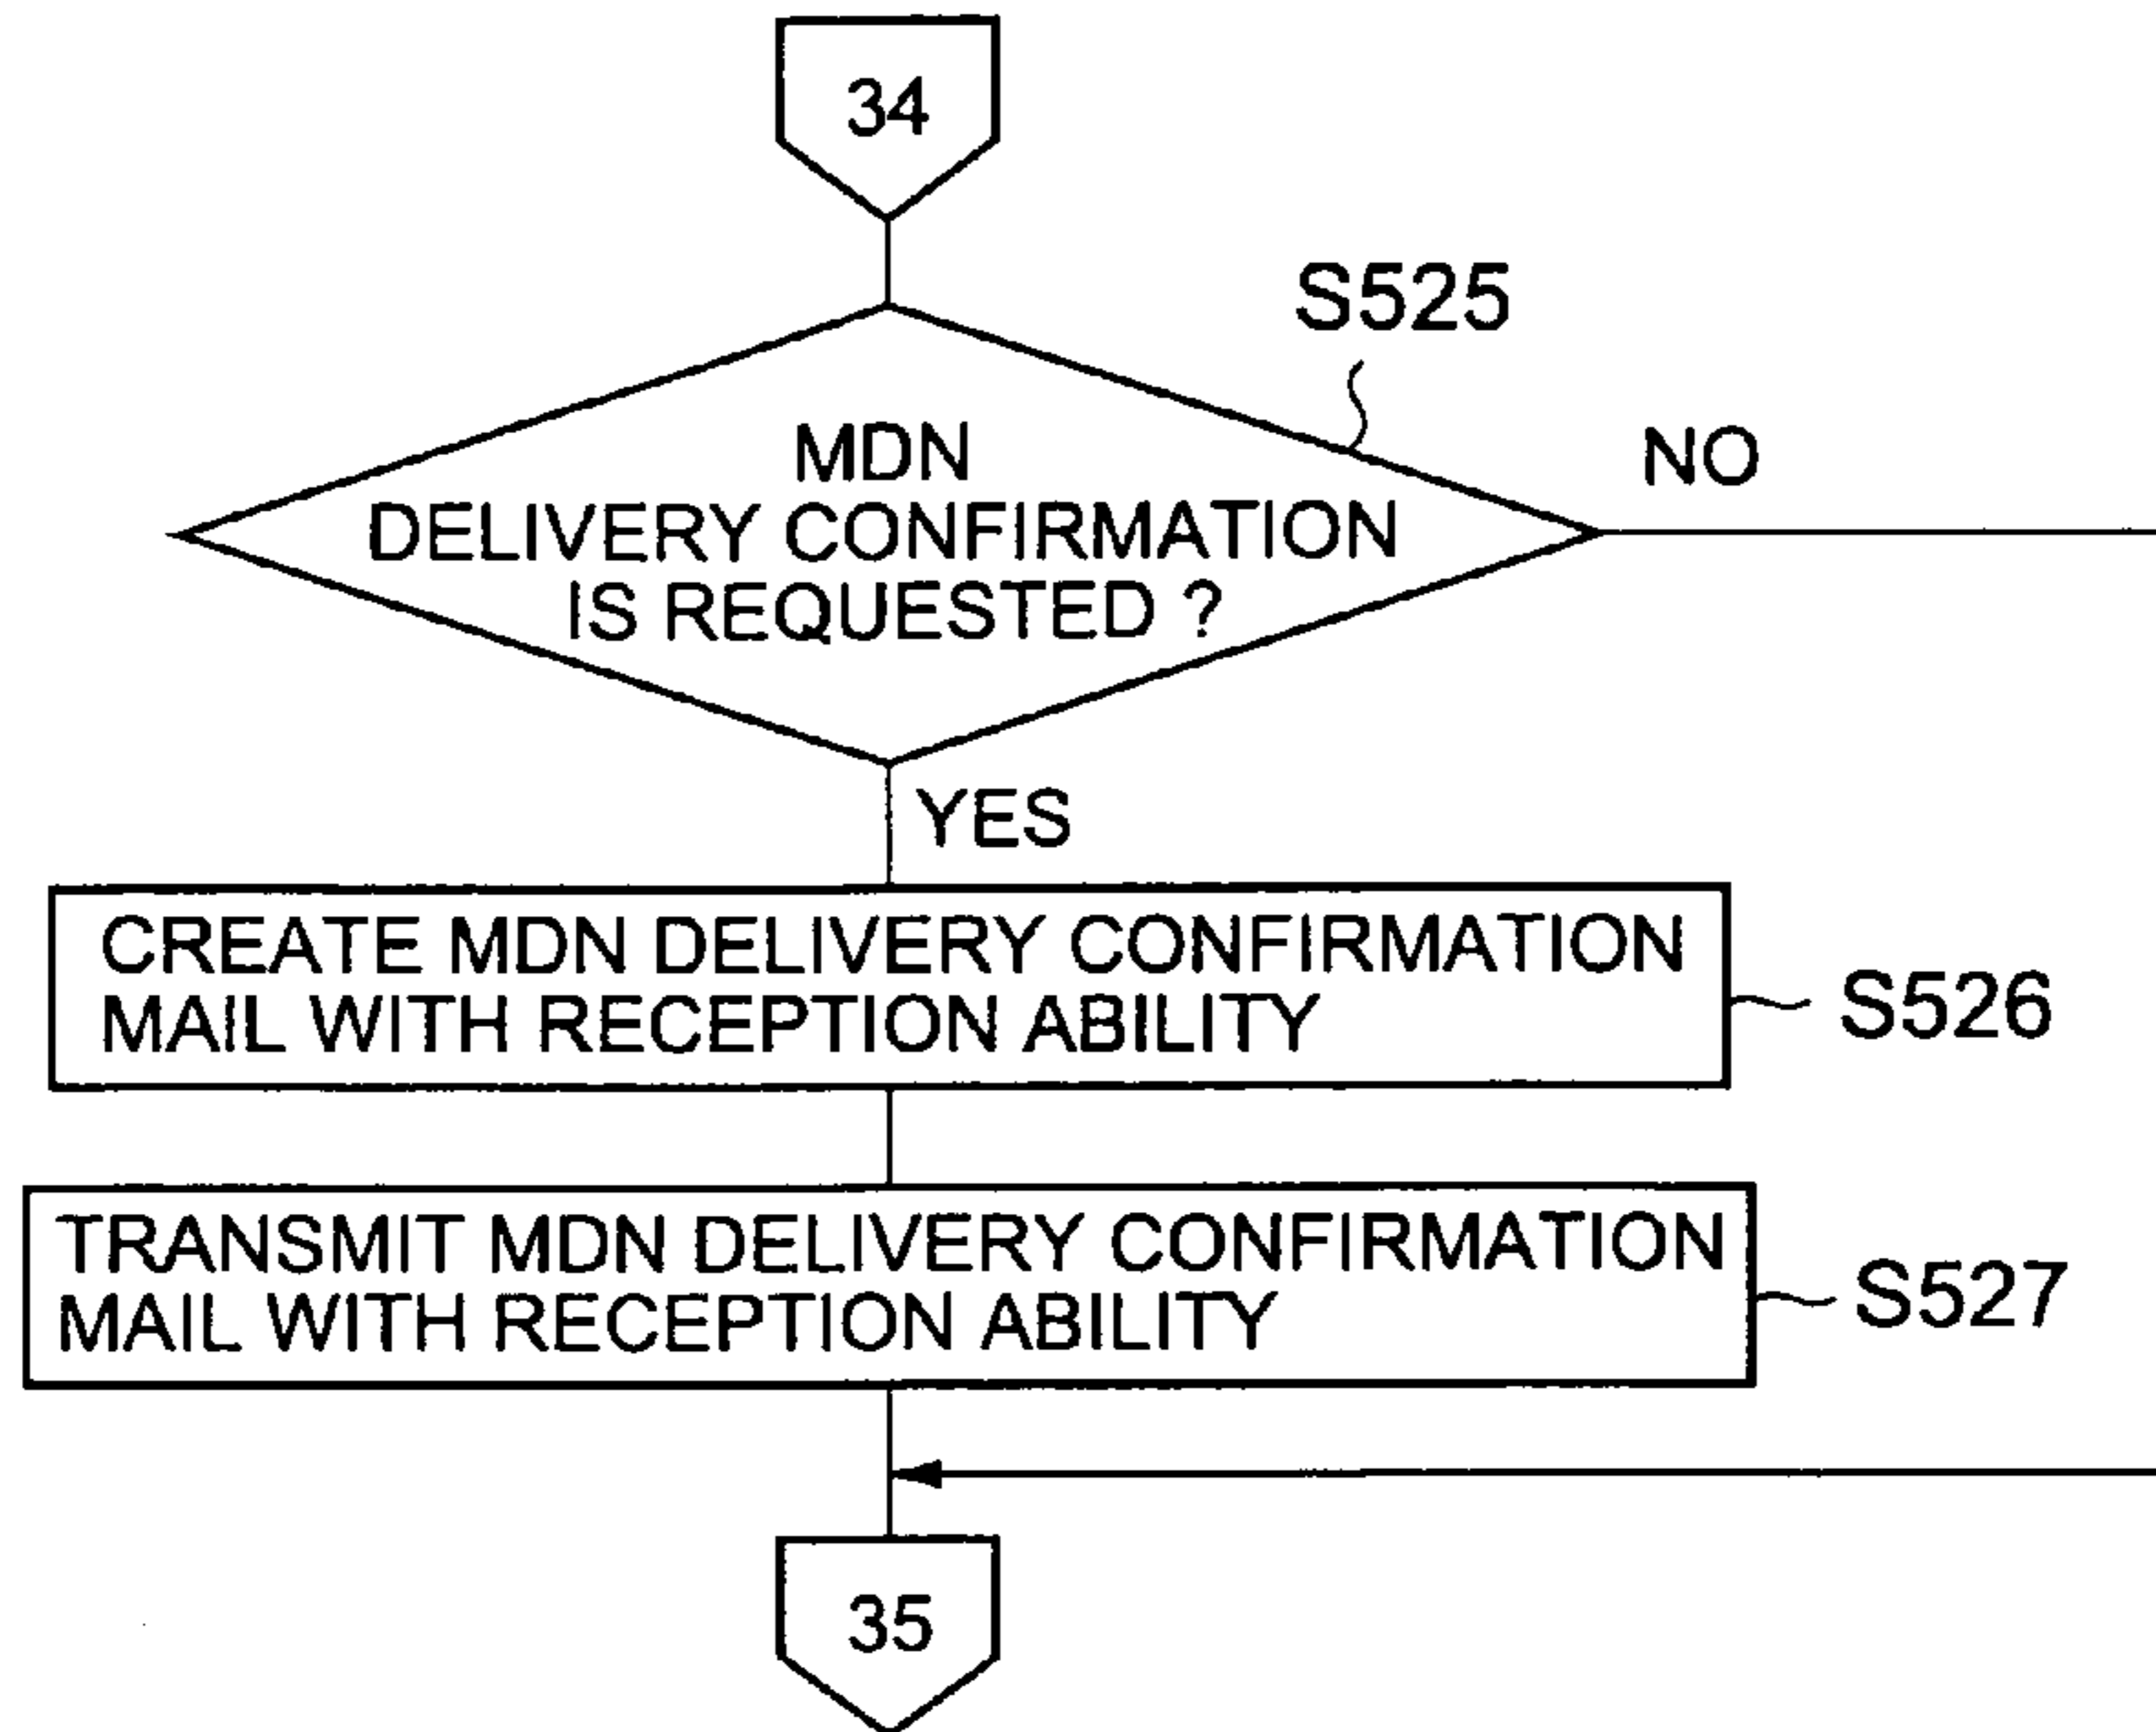 34
S525
MDN
DELIVERY CONFIRMATION
IS REQUESTED ?
NO
YES
CREATE MDN DELIVERY CONFIRMATION
MAIL WITH RECEPTION ABILITY
S526
TRANSMIT MDN DELIVERY CONFIRMATION
MAIL WITH RECEPTION ABILITY
S527
35